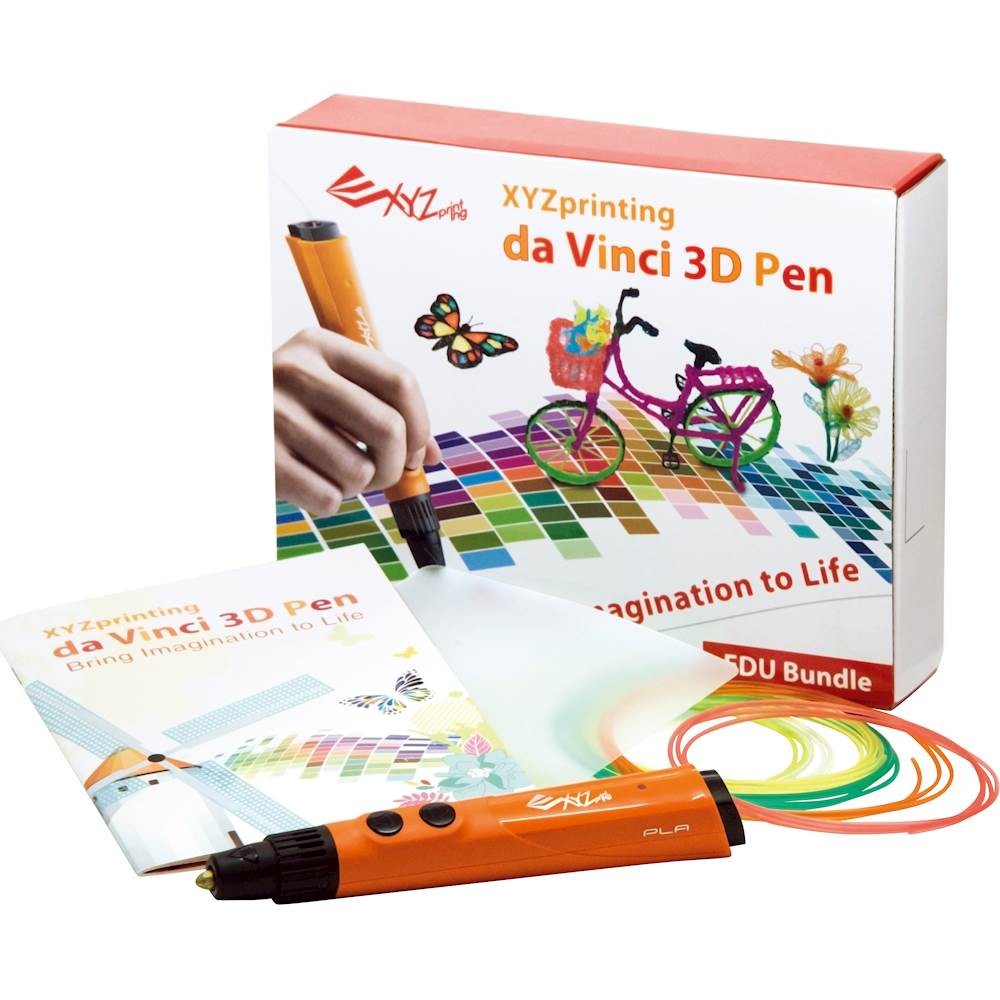 XYZprinting
XYZprinting
da Vinci 3D Pen
agination to Life
EDU Bundle
XYZprinting
da Vinci 3D Pen
Bring Imagination to Life
XYZprinting
PLA